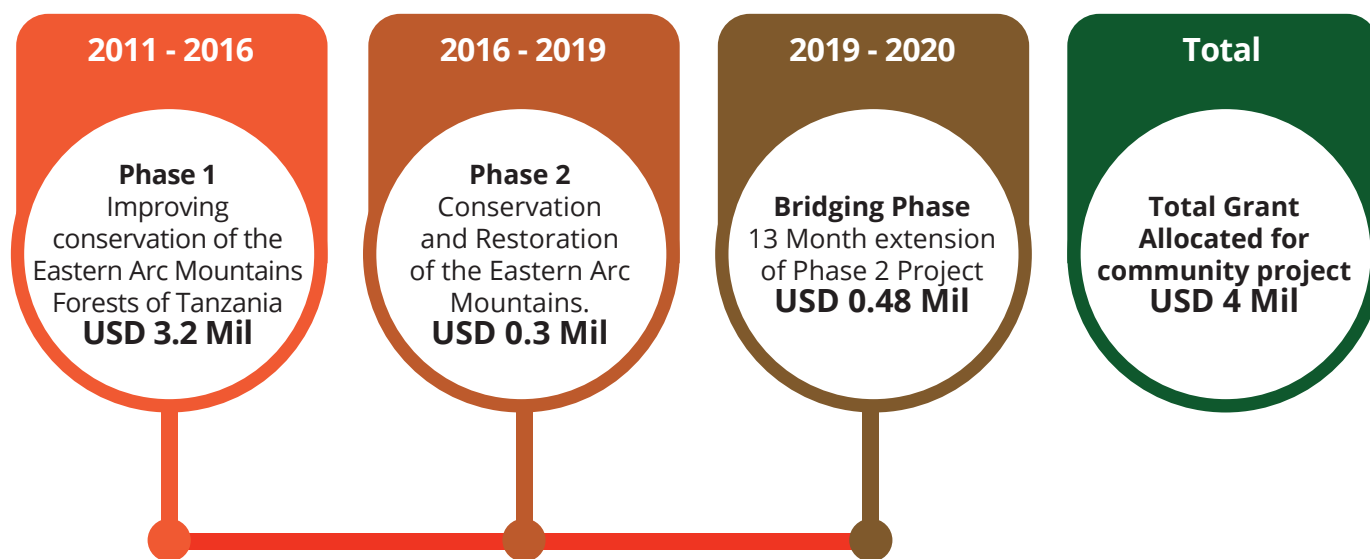 2011 - 2016
Phase 1
Improving
conservation of the
Eastern Arc Mountains
Forests of Tanzania
USD 3.2 Mil
2016 - 2019
Phase 2
Conservation
and Restoration
of the Eastern Arc
Mountains.
USD 0.3 Mil
2019 - 2020
Bridging Phase
13 Month extension
of Phase 2 Project
USD 0.48 Mil
Total
Total Grant
Allocated for
community project
USD 4 Mil